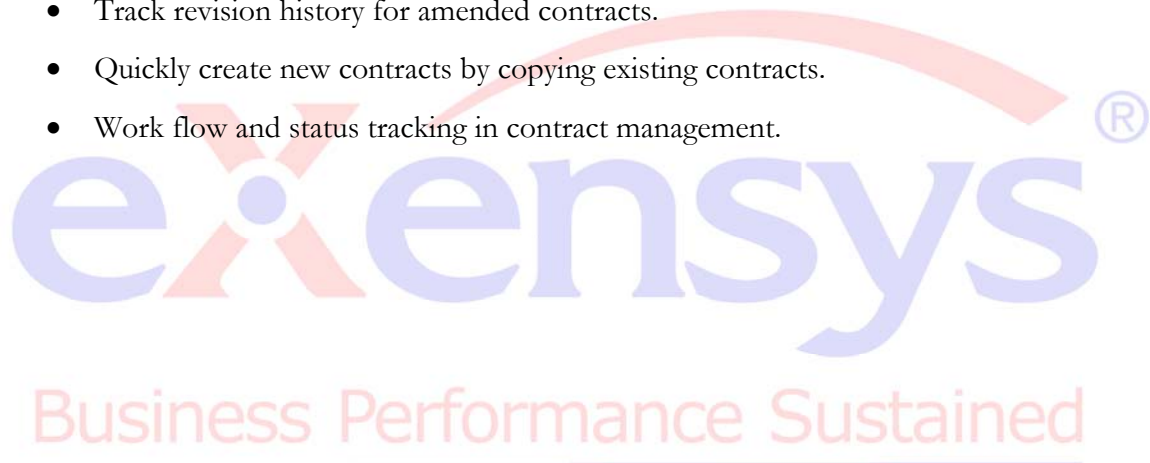 • Track revision history for amended contracts.
• Quickly create new contracts by copying existing contracts.
• Work flow and status tracking in contract management.
exensys®
Business Performance Sustained